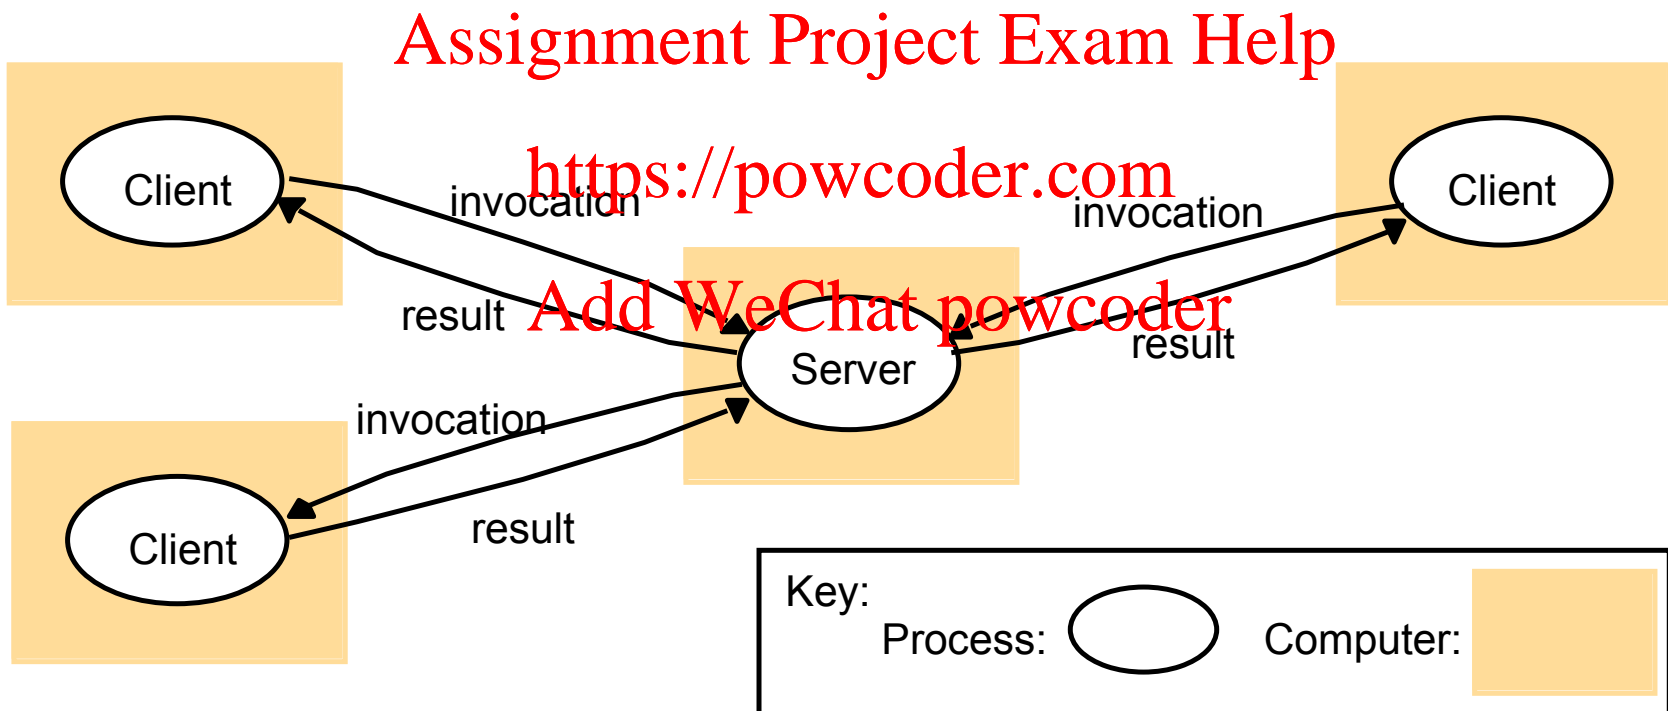 Assignment Project Exam Help
https://powcoder.com
Client
invocation
invocation
Client
result
Add WeChat powcoder
result
Server
invocation
Client
result
Key:
Process:
Computer: